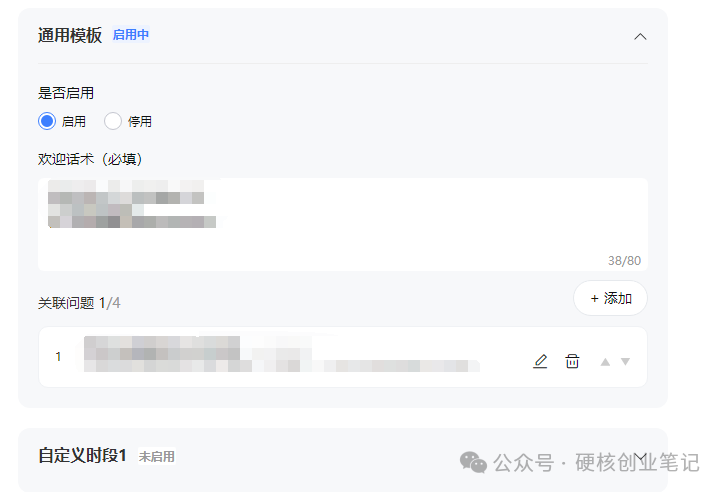 通用模板 启用中
是否启用
启用 停用
欢迎话术（必填）
38/80
关联问题 1/4 + 添加
1
自定义时段1 未启用
公众号 · 硬核创业笔记